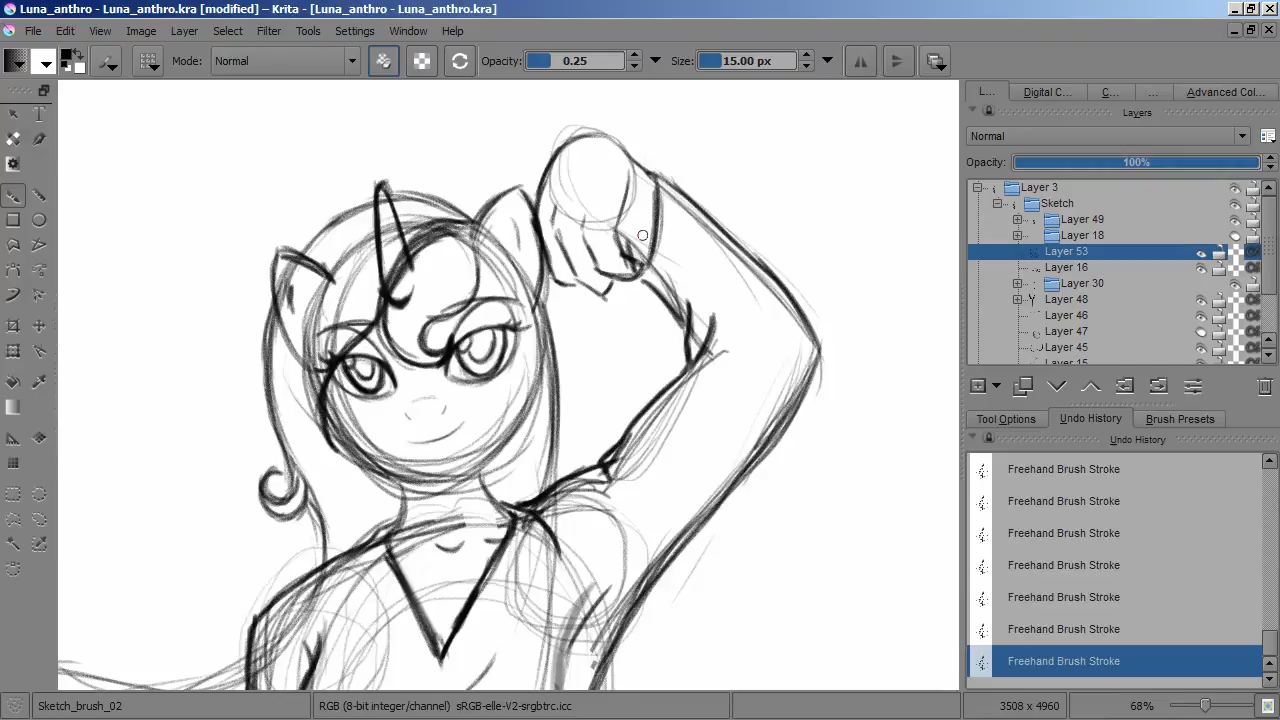 Luna_anthro - Luna_anthro.kra [modified] – Krita - [Luna_anthro - Luna_anthro.kra]
File Edit View Image Layer Select Filter Tools Settings Window Help
Mode: Normal Opacity: 0.25 Size: 15.00 px
L... Digital C... C... ... Advanced Col...
Layers
Normal
Opacity: 100%
Layer 3
Sketch
Layer 49
Layer 18
Layer 53
Layer 16
Layer 30
Layer 48
Layer 46
Layer 47
Layer 45
Layer 15
Tool Options Undo History Brush Presets
Undo History
Freehand Brush Stroke
Freehand Brush Stroke
Freehand Brush Stroke
Freehand Brush Stroke
Freehand Brush Stroke
Freehand Brush Stroke
Freehand Brush Stroke
Sketch_brush_02 RGB (8-bit integer/channel) sRGB-elle-V2-srgbtrc.icc 3508 x 4960 68%